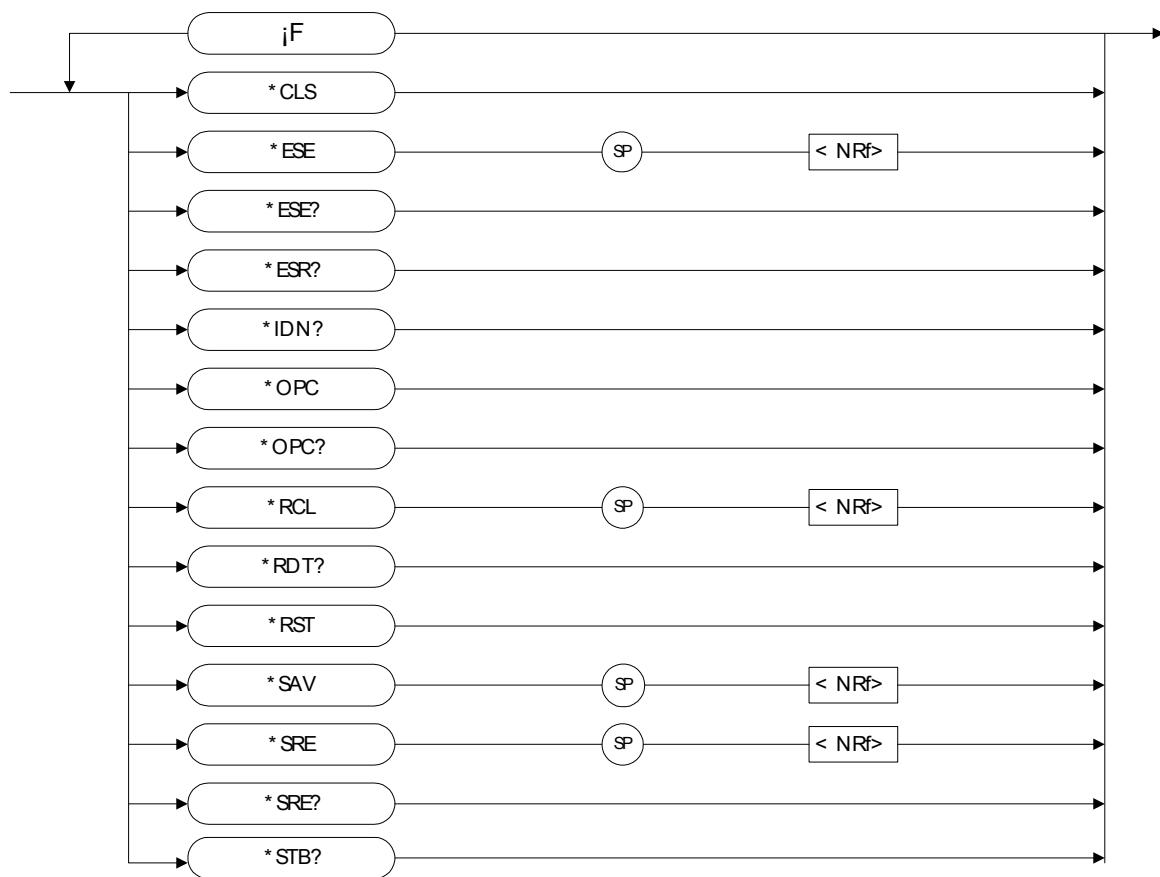 ¡F
*CLS
*ESE SP < NRf>
*ESE?
*ESR?
*IDN?
*OPC
*OPC?
*RCL SP < NRf>
*RDT?
*RST
*SAV SP < NRf>
*SRE SP < NRf>
*SRE?
*STB?